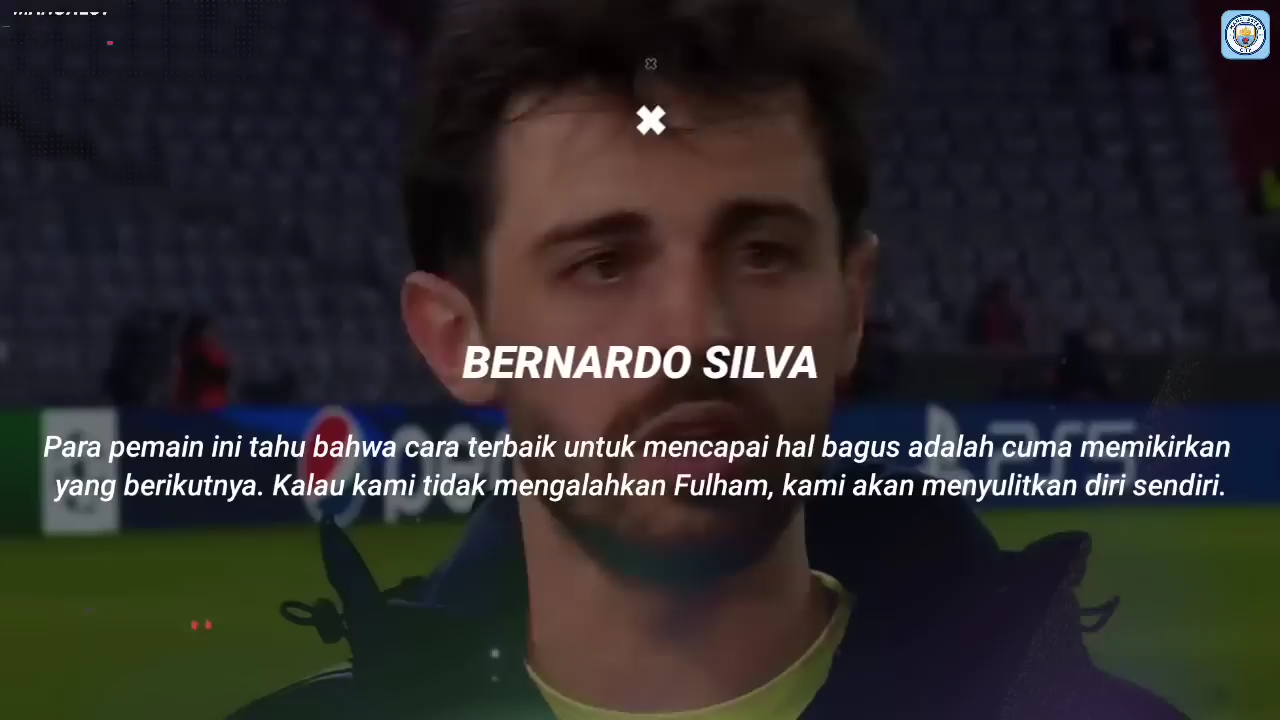 BERNARDO SILVA
Para pemain ini tahu bahwa cara terbaik untuk mencapai hal bagus adalah cuma memikirkan
yang berikutnya. Kalau kami tidak mengalahkan Fulham, kami akan menyulitkan diri sendiri.